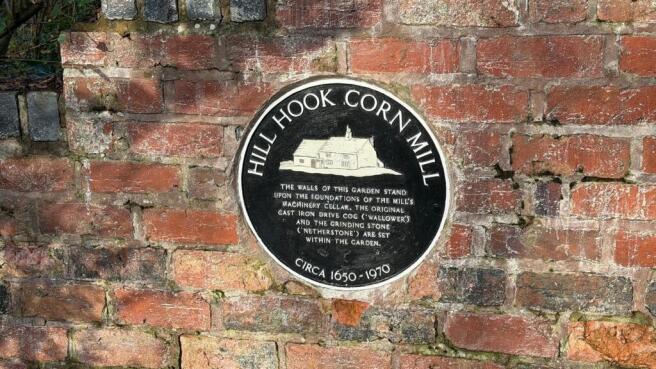 HILL HOOK CORN MILL
THE WALLS OF THIS GARDEN STAND
UPON THE FOUNDATIONS OF THE MILL'S
MACHINERY CELLAR. THE ORIGINAL
CAST IRON DRIVE COG ('WALLOWER')
AND THE GRINDING STONE
('NETHERSTONE') ARE SET
WITHIN THE GARDEN.
CIRCA 1650-1970